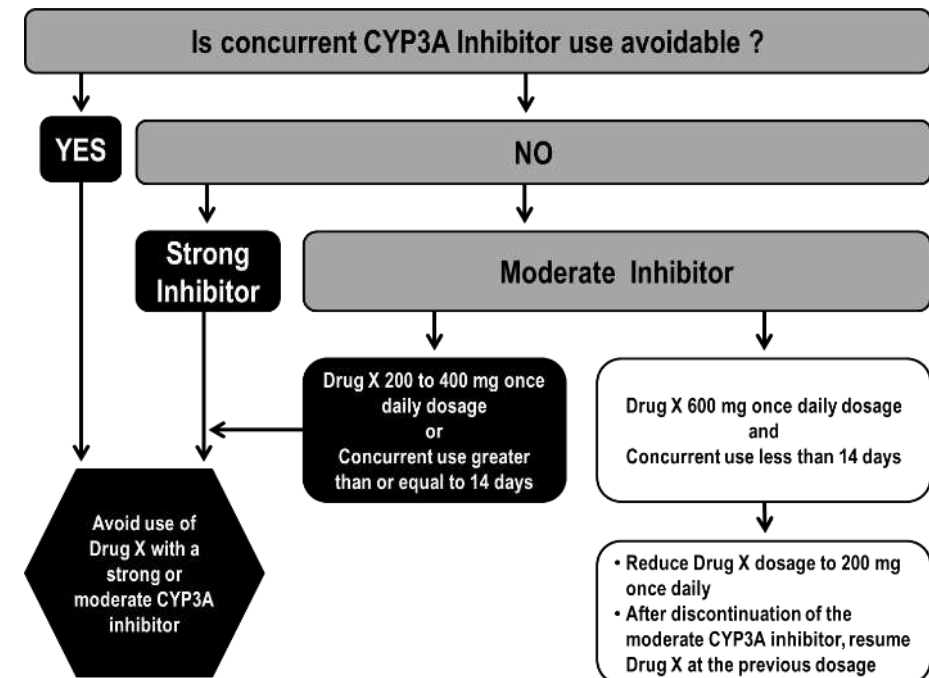 Is concurrent CYP3A Inhibitor use avoidable ?
YES
NO
Strong
Inhibitor
Moderate Inhibitor
Drug X 200 to 400 mg once
daily dosage
or
Concurrent use greater
than or equal to 14 days
Drug X 600 mg once daily dosage
and
Concurrent use less than 14 days
Avoid use of
Drug X with a
strong or
moderate CYP3A
inhibitor
• Reduce Drug X dosage to 200 mg
once daily
• After discontinuation of the
moderate CYP3A inhibitor, resume
Drug X at the previous dosage